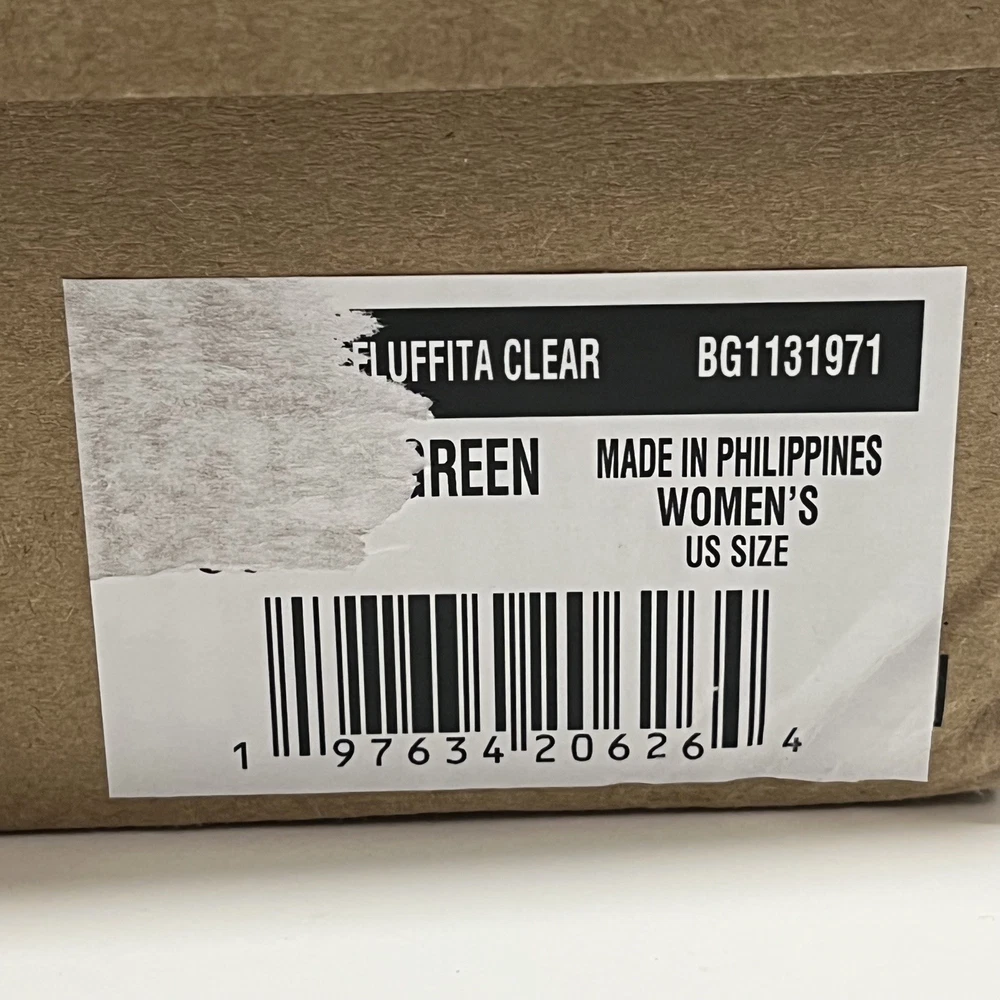 FLUFFITA CLEAR BG1131971
GREEN MADE IN PHILIPPINES
WOMEN'S
US SIZE
1 97634 20626 4